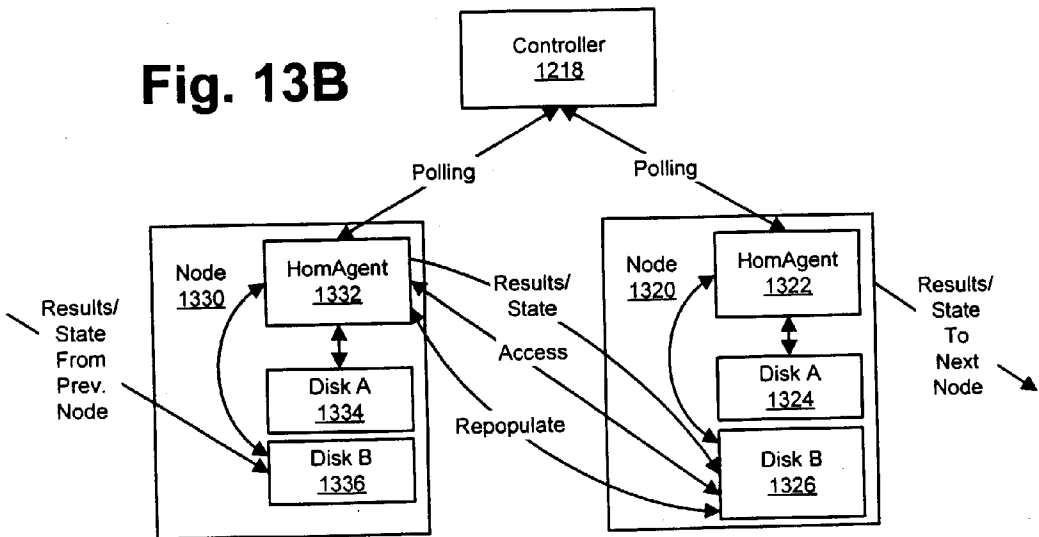 Fig. 13B
Controller
1218
Polling
Polling
Results/
State
From
Prev.
Node
Node
1330
HomAgent
1332
Disk A
1334
Disk B
1336
Results/
State
Access
Repopulate
Node
1320
HomAgent
1322
Disk A
1324
Disk B
1326
Results/
State
To
Next
Node